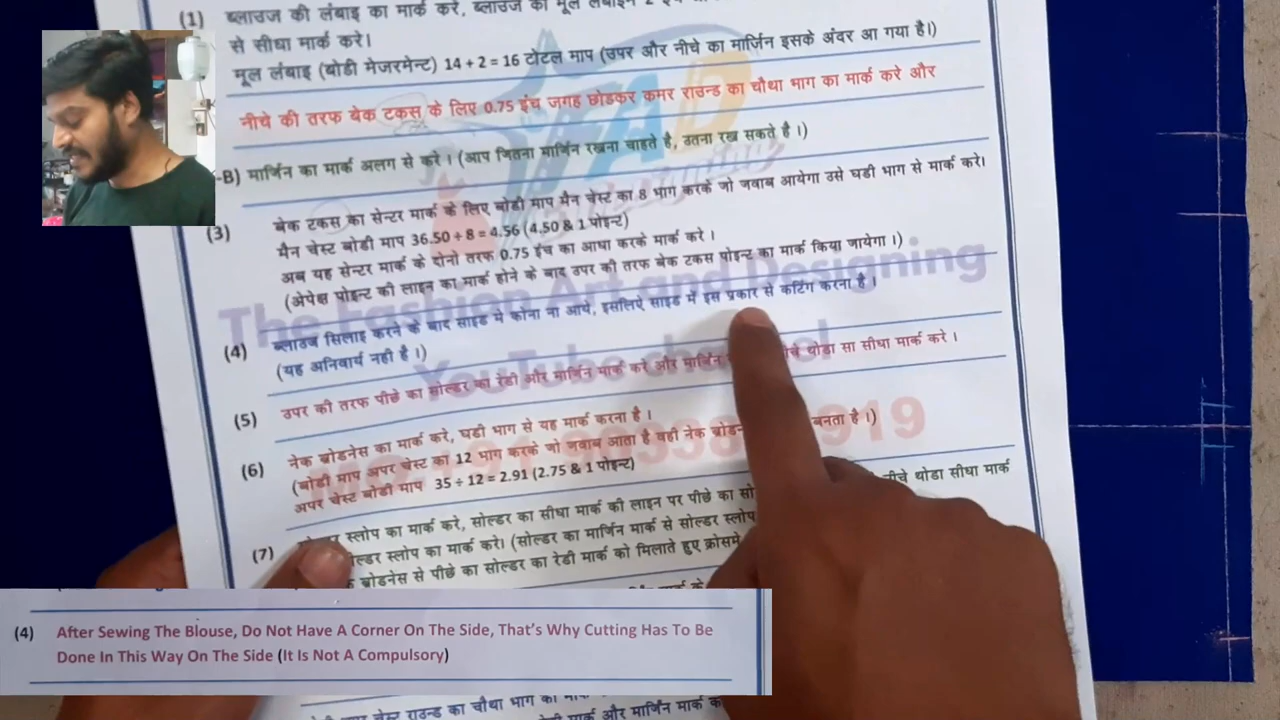 (1) ब्लाउज की लंबाइ का मार्क करे, ब्लाउज की मूल लंबाइन 2 इंच
से सीधा मार्क करे।
मूल लंबाइ (बोडी मेजरमेन्ट) 14 + 2 = 16 टोटल माप (उपर और नीचे का मार्जिन इसके अंदर आ गया है।)
नीचे की तरफ बेक टकस के लिए 0.75 इंच जगह छोडकर कमर राउन्ड का चौथा भाग का मार्क करे और
-B) मार्जिन का मार्क अलग से करे। (आप जितना मार्जिन रखना चाहते है, उतना रख सकते है।)
(3) बेक टकस का सेन्टर मार्क के लिए बोडी माप मैन चेस्ट का 8 भाग करके जो जवाब आयेगा उसे घडी भाग से मार्क करे।
मैन चेस्ट बोडी माप 36.50 ÷ 8 = 4.56 (4.50 & 1 पोइन्ट)
अब यह सेन्टर मार्क के दोनो तरफ 0.75 इंच का आधा करके मार्क करे।
(अेपेक्ष पोइन्ट की लाइन का मार्क होने के बाद उपर की तरफ बेक टकस पोइन्ट का मार्क किया जायेगा।)
(4) ब्लाउज सिलाइ करने के बाद साइड मे कोना ना आये, इसलिऐ साइड में इस प्रकार से कटिंग करना है।
(यह अनिवार्य नही है।)
(5) उपर की तरफ पीछे का सोल्डर का रेडी और मार्जिन मार्क करे और मार्जिन नीचे थोडा सा सीधा मार्क करे।
(6) नेक ब्रोडनेस का मार्क करे, घडी भाग से यह मार्क करना है।
(बोडी माप अपर चेस्ट का 12 भाग करके जो जवाब आता है वही नेक बनता है।)
अपर चेस्ट बोडी माप 35 ÷ 12 = 2.91 (2.75 & 1 पोइन्ट)
(7) स्लोप का मार्क करे, सोल्डर का सीधा मार्क की लाइन पर पीछे का नीचे थोडा सीधा मार्क
सोल्डर स्लोप का मार्क करे। (सोल्डर का मार्जिन मार्क से सोल्डर स्लोप
ब्रोडनेस से पीछे का सोल्डर का रेडी मार्क को मिलाते हुए
The Fashion Art and Designing
YouTube channel
(4) After Sewing The Blouse, Do Not Have A Corner On The Side, That's Why Cutting Has To Be
Done In This Way On The Side (It Is Not A Compulsory)
राउन्ड का चौथा भाग का
और मार्जिन मार्क